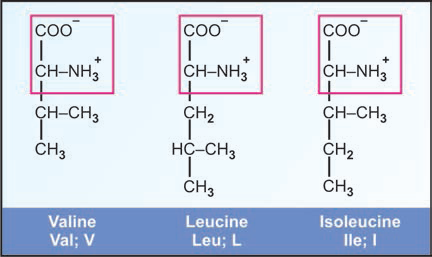 COO⁻ COO⁻ COO⁻
CH–NH₃⁺ CH–NH₃⁺ CH–NH₃⁺
CH–CH₃ CH₂ CH–CH₃
CH₃ HC–CH₃ CH₂
CH₃ CH₃
Valine Leucine Isoleucine
Val; V Leu; L Ile; I